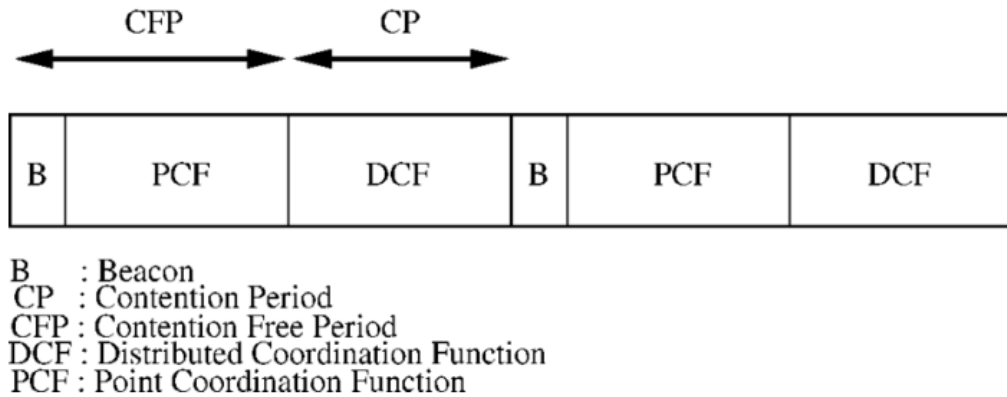 CFP CP
B PCF DCF B PCF DCF
B : Beacon
CP : Contention Period
CFP : Contention Free Period
DCF : Distributed Coordination Function
PCF : Point Coordination Function